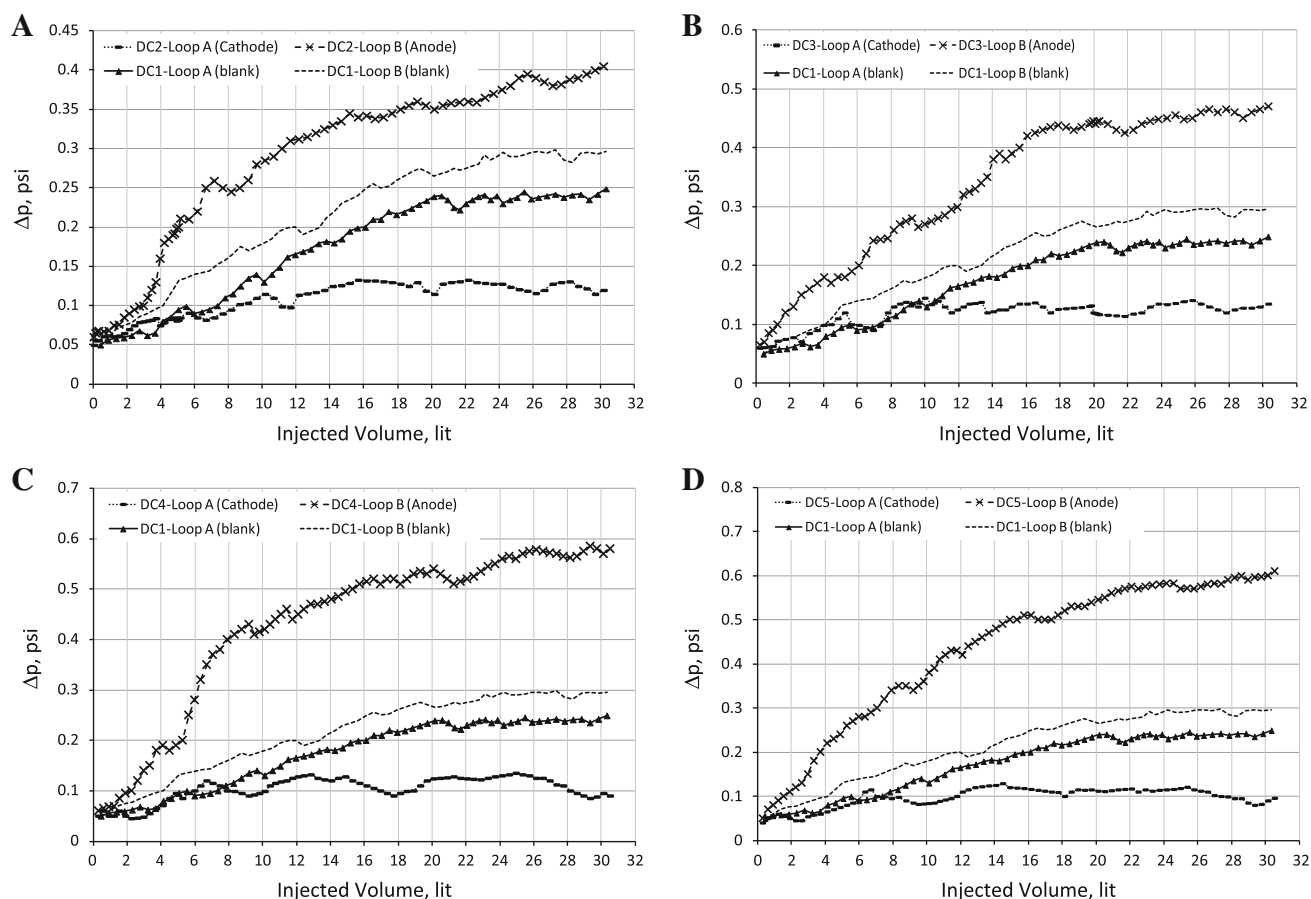 A
DC2-Loop A (Cathode) DC2-Loop B (Anode)
DC1-Loop A (blank) DC1-Loop B (blank)
0.45
0.4
0.35
0.3
0.25
0.2
0.15
0.1
0.05
0
Δp, psi
0 2 4 6 8 10 12 14 16 18 20 22 24 26 28 30 32
Injected Volume, lit
B
DC3-Loop A (Cathode) DC3-Loop B (Anode)
DC1-Loop A (blank) DC1-Loop B (blank)
0.6
0.5
0.4
0.3
0.2
0.1
0
Δp, psi
0 2 4 6 8 10 12 14 16 18 20 22 24 26 28 30 32
Injected Volume, lit
C
DC4-Loop A (Cathode) DC4-Loop B (Anode)
DC1-Loop A (blank) DC1-Loop B (blank)
0.7
0.6
0.5
0.4
0.3
0.2
0.1
0
Δp, psi
0 2 4 6 8 10 12 14 16 18 20 22 24 26 28 30 32
Injected Volume, lit
D
DC5-Loop A (Cathode) DC5-Loop B (Anode)
DC1-Loop A (blank) DC1-Loop B (blank)
0.8
0.7
0.6
0.5
0.4
0.3
0.2
0.1
0
Δp, psi
0 2 4 6 8 10 12 14 16 18 20 22 24 26 28 30 32
Injected Volume, lit